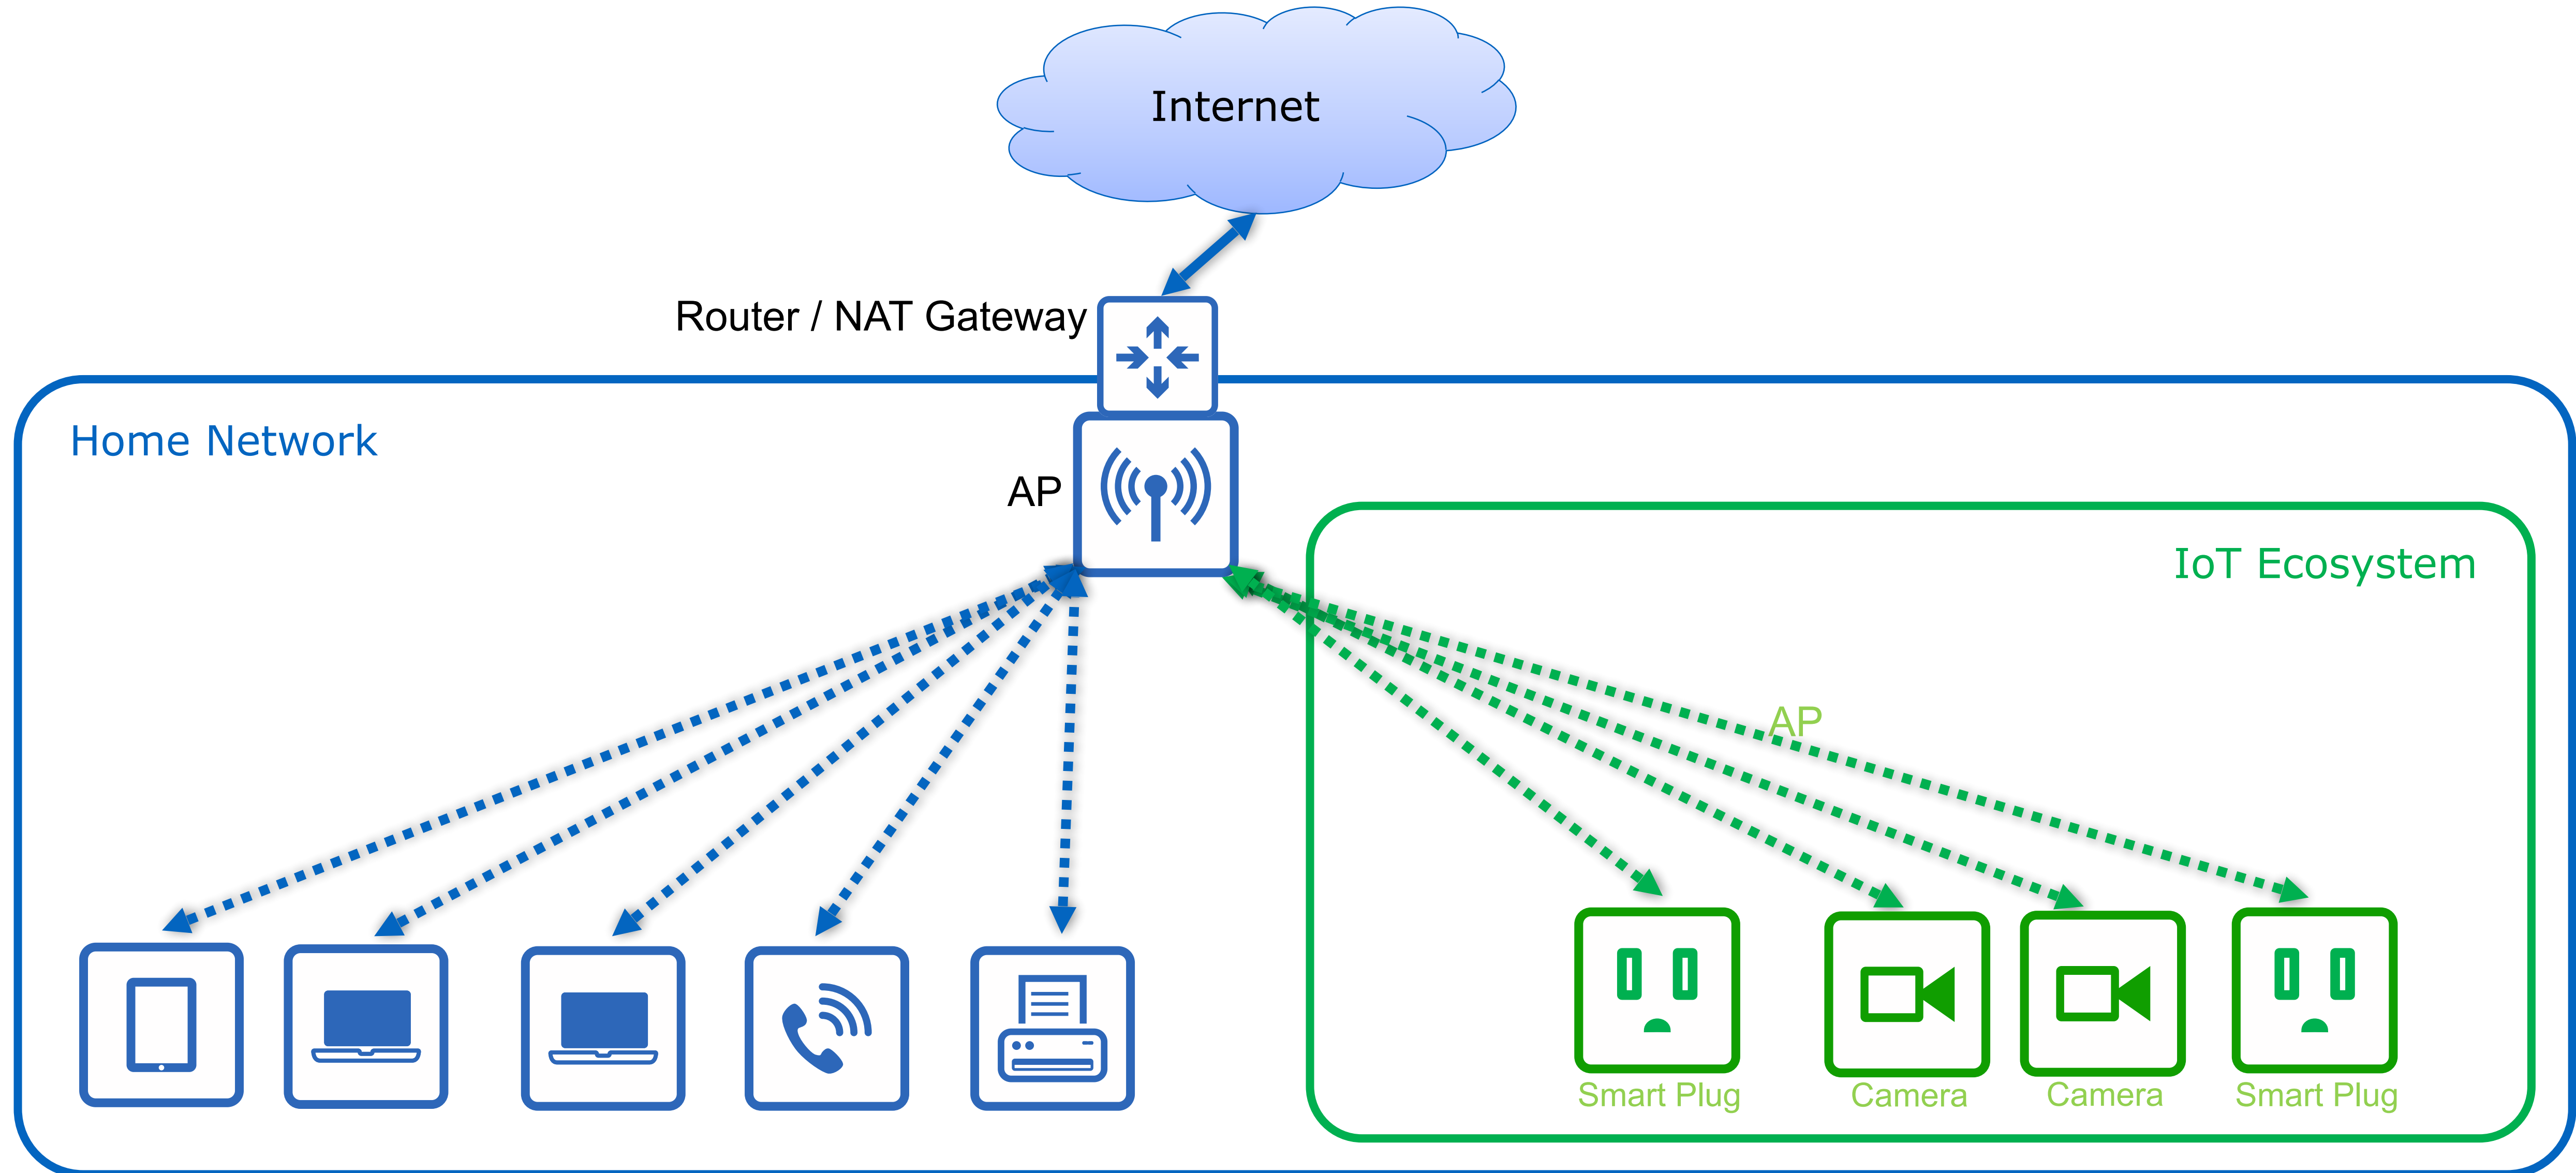 Internet
Router / NAT Gateway
Home Network
AP
IoT Ecosystem
AP
Smart Plug
Camera
Camera
Smart Plug